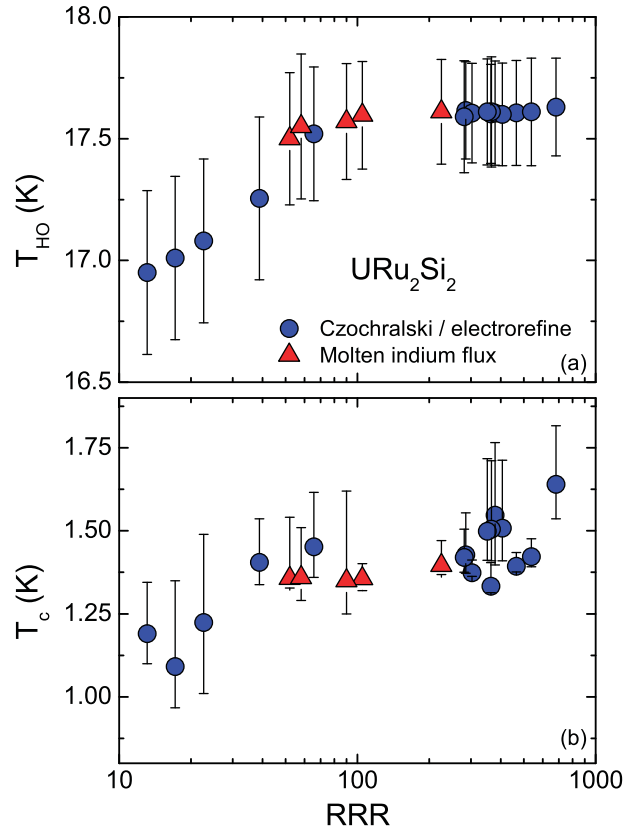 18.0
17.5
17.0
16.5
T_HO (K)
URu₂Si₂
Czochralski / electrorefine
Molten indium flux
(a)
1.75
1.50
1.25
1.00
T_c (K)
(b)
10
100
1000
RRR